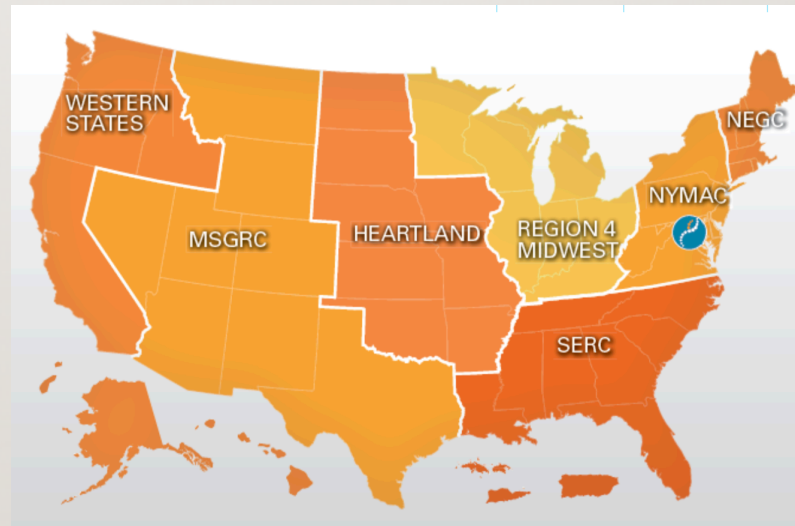 WESTERN
STATES
MSGRC
HEARTLAND
REGION 4
MIDWEST
NYMAC
NEGC
SERC